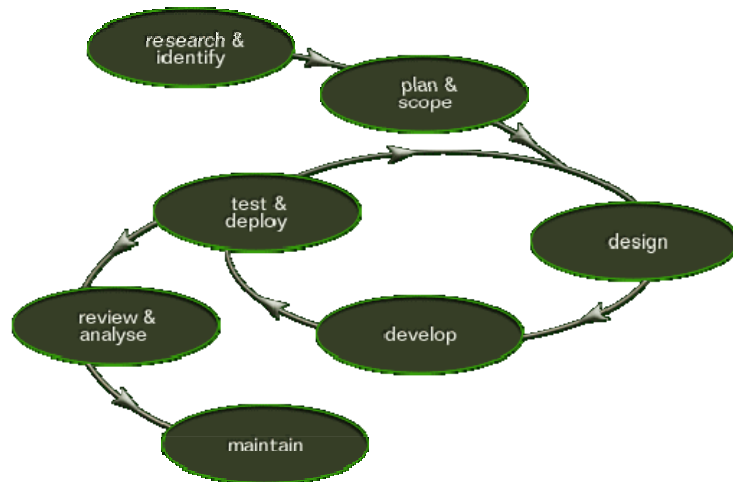 research &
identify
plan &
scope
test &
deploy
design
review &
analyse
develop
maintain